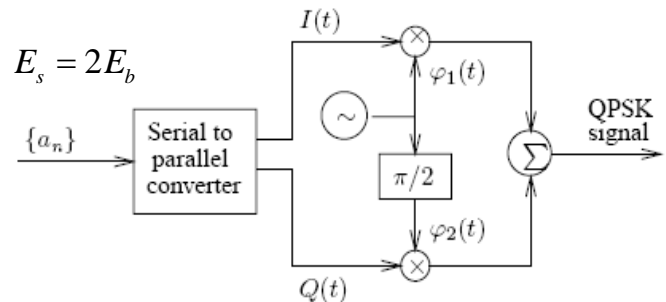 I(t)
E_s = 2E_b
φ₁(t)
QPSK
signal
{a_n}
Serial to
parallel
converter
~
π/2
Σ
φ₂(t)
Q(t)
×
×